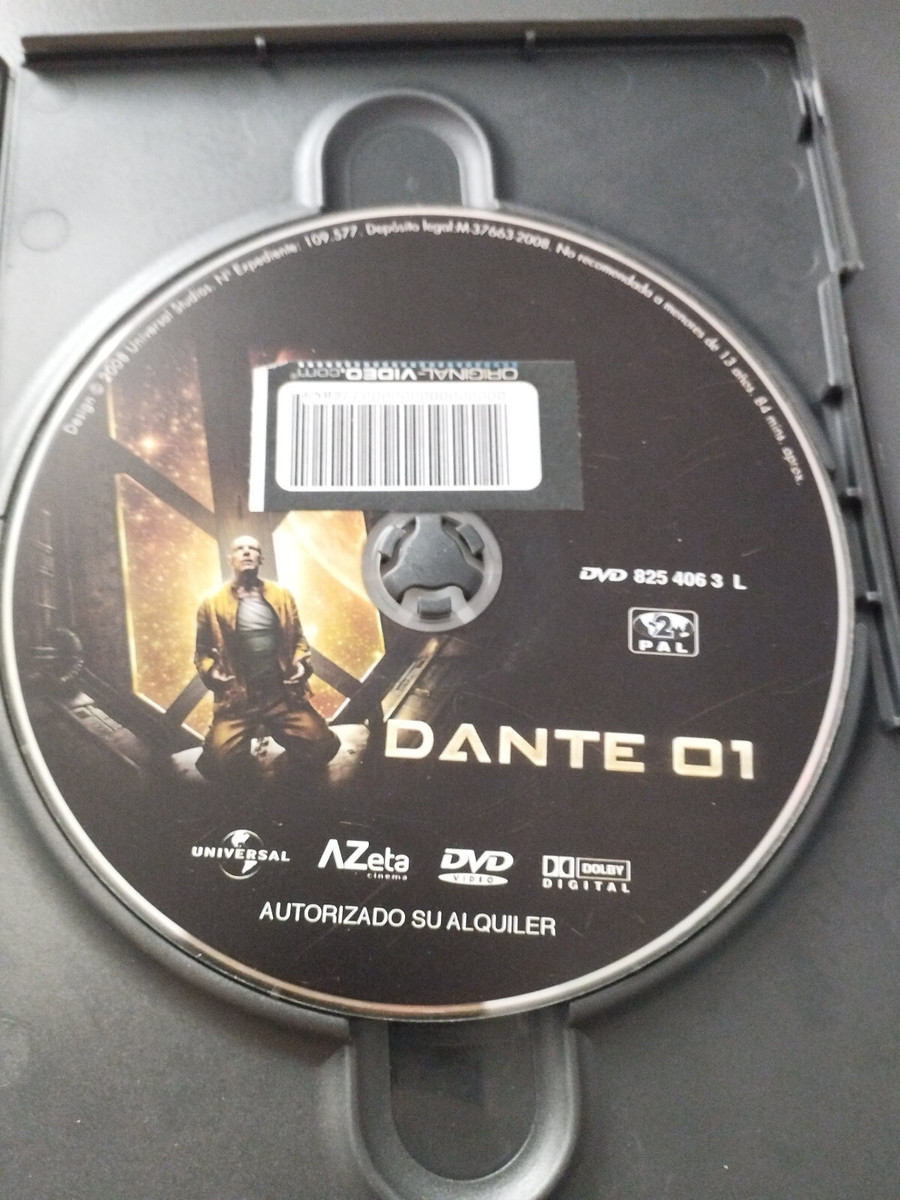 Design © 2008 Universal Studios. Nº Expediente: 109.577. Depósito legal:M-37663-2008. No recomendada a menores de 13 años. 84 mins. aprox.
ORIGINAL-VIDEO.com
DVD 825 406 3 L
2
PAL
DANTE 01
UNIVERSAL
AZeta
cinema
DVD
VIDEO
DOLBY
DIGITAL
AUTORIZADO SU ALQUILER